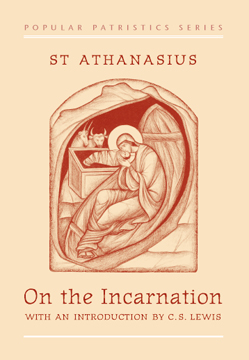 POPULAR PATRISTICS SERIES
ST ATHANASIUS
On the Incarnation
WITH AN INTRODUCTION BY C.S. LEWIS